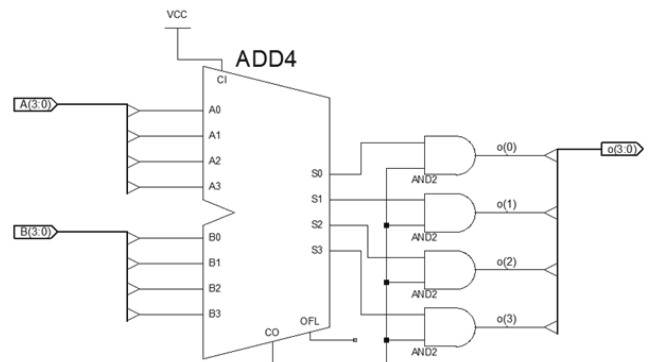 VCC
ADD4
CI
A(3:0)
A0
A1
A2
A3
B(3:0)
B0
B1
B2
B3
S0
S1
S2
S3
CO
OFL
AND2
o(0)
AND2
o(1)
AND2
o(2)
AND2
o(3)
o(3:0)